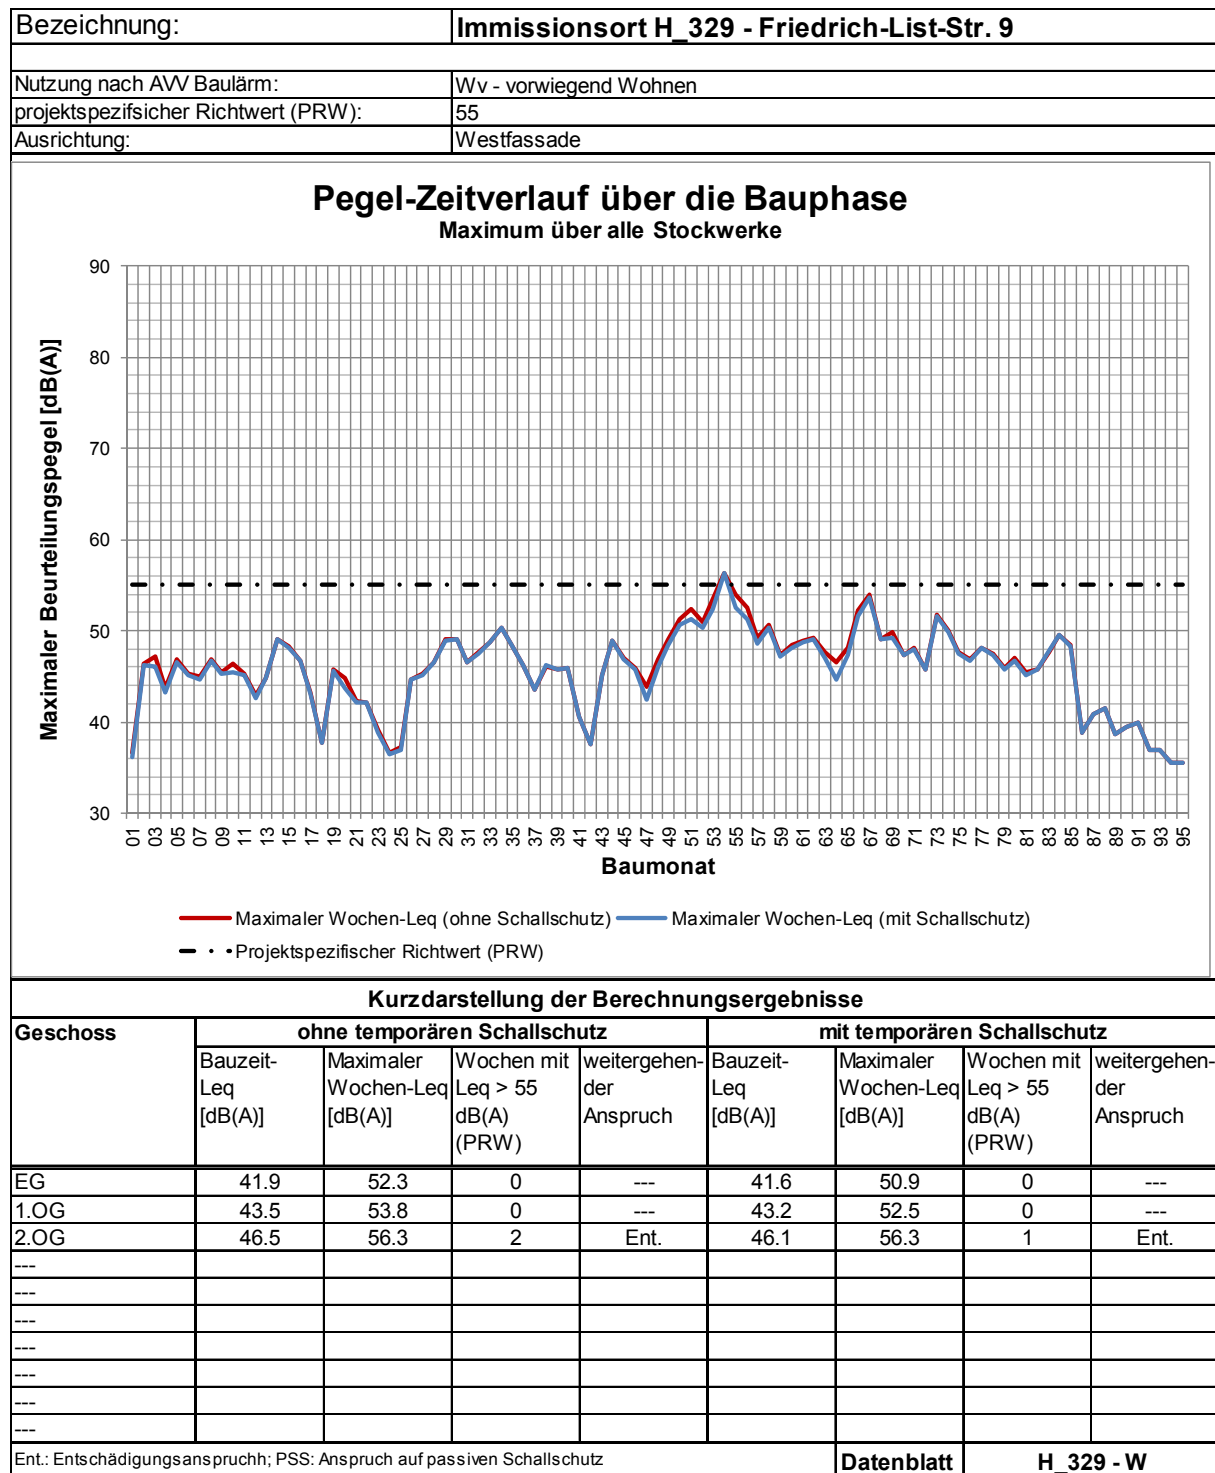 Bezeichnung: Immissionsort H_329 - Friedrich-List-Str. 9
Nutzung nach AVV Baulärm: Wv - vorwiegend Wohnen
projektspezifsicher Richtwert (PRW): 55
Ausrichtung: Westfassade
Pegel-Zeitverlauf über die Bauphase
Maximum über alle Stockwerke
Maximaler Beurteilungspegel [dB(A)]
90
80
70
60
50
40
30
01 03 05 07 09 11 13 15 17 19 21 23 25 27 29 31 33 35 37 39 41 43 45 47 49 51 53 55 57 59 61 63 65 67 69 71 73 75 77 79 81 83 85 87 89 91 93 95
Baumonat
Maximaler Wochen-Leq (ohne Schallschutz) Maximaler Wochen-Leq (mit Schallschutz)
Projektspezifischer Richtwert (PRW)
Kurzdarstellung der Berechnungsergebnisse
Geschoss ohne temporären Schallschutz mit temporären Schallschutz
Bauzeit- Maximaler Wochen mit weitergehen- Bauzeit- Maximaler Wochen mit weitergehen-
Leq Wochen-Leq Leq > 55 der Leq Wochen-Leq Leq > 55 der
[dB(A)] [dB(A)] dB(A) Anspruch [dB(A)] [dB(A)] dB(A) Anspruch
(PRW) (PRW)
EG 41.9 52.3 0 --- 41.6 50.9 0 ---
1.OG 43.5 53.8 0 --- 43.2 52.5 0 ---
2.OG 46.5 56.3 2 Ent. 46.1 56.3 1 Ent.
---
---
---
---
---
---
---
Ent.: Entschädigungsanspruchh; PSS: Anspruch auf passiven Schallschutz Datenblatt H_329 - W